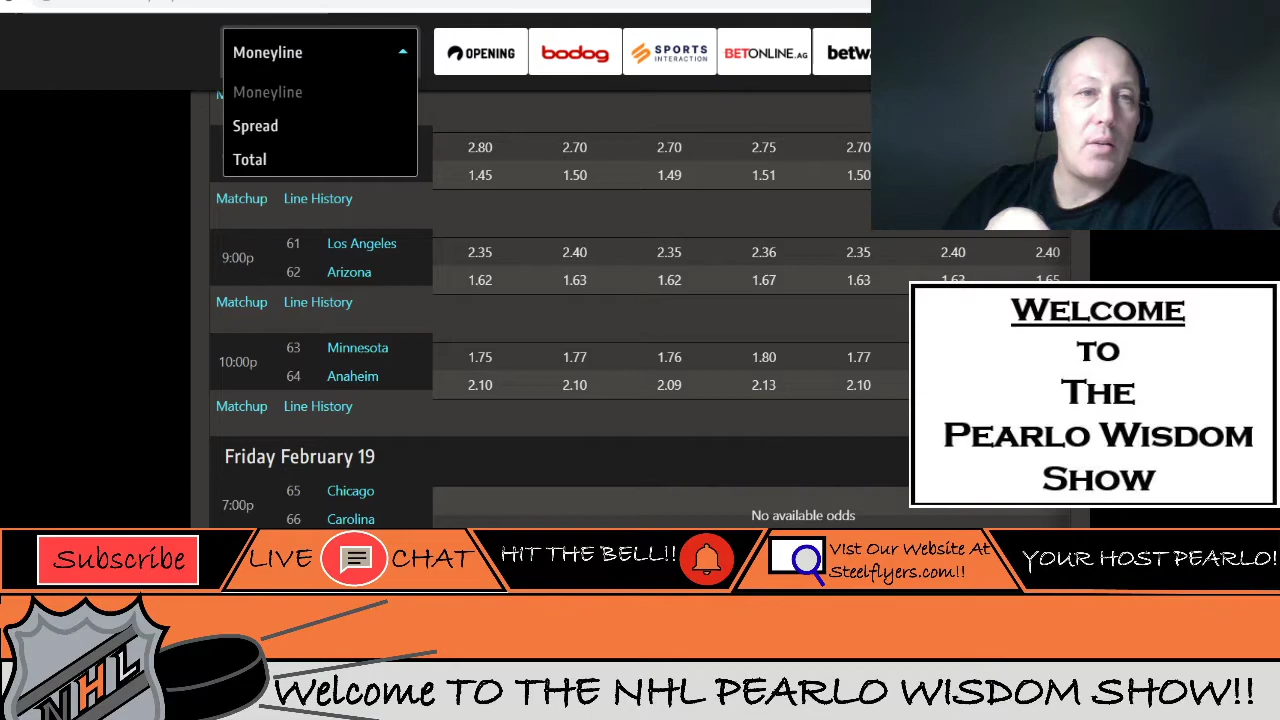 Moneyline
Moneyline
Spread
Total
OPENING
bodog
SPORTS INTERACTION
BETONLINE.AG
betw
2.80 2.70 2.70 2.75 2.70
1.45 1.50 1.49 1.51 1.50
Matchup Line History
9:00p
61 Los Angeles 2.35 2.40 2.35 2.36 2.35 2.40 2.40
62 Arizona 1.62 1.63 1.62 1.67 1.63 1.63 1.65
Matchup Line History
10:00p
63 Minnesota 1.75 1.77 1.76 1.80 1.77
64 Anaheim 2.10 2.10 2.09 2.13 2.10
Matchup Line History
Friday February 19
7:00p
65 Chicago
66 Carolina
No available odds
WELCOME
TO
THE
PEARLO WISDOM
SHOW
Subscribe
LIVE CHAT
HIT THE BELL!!
VIst Our Website At
Steelflyers.com!!
YOUR HOST PEARLO!
NHL
Welcome TO THE NHL PEARLO WISDOM SHOW!!